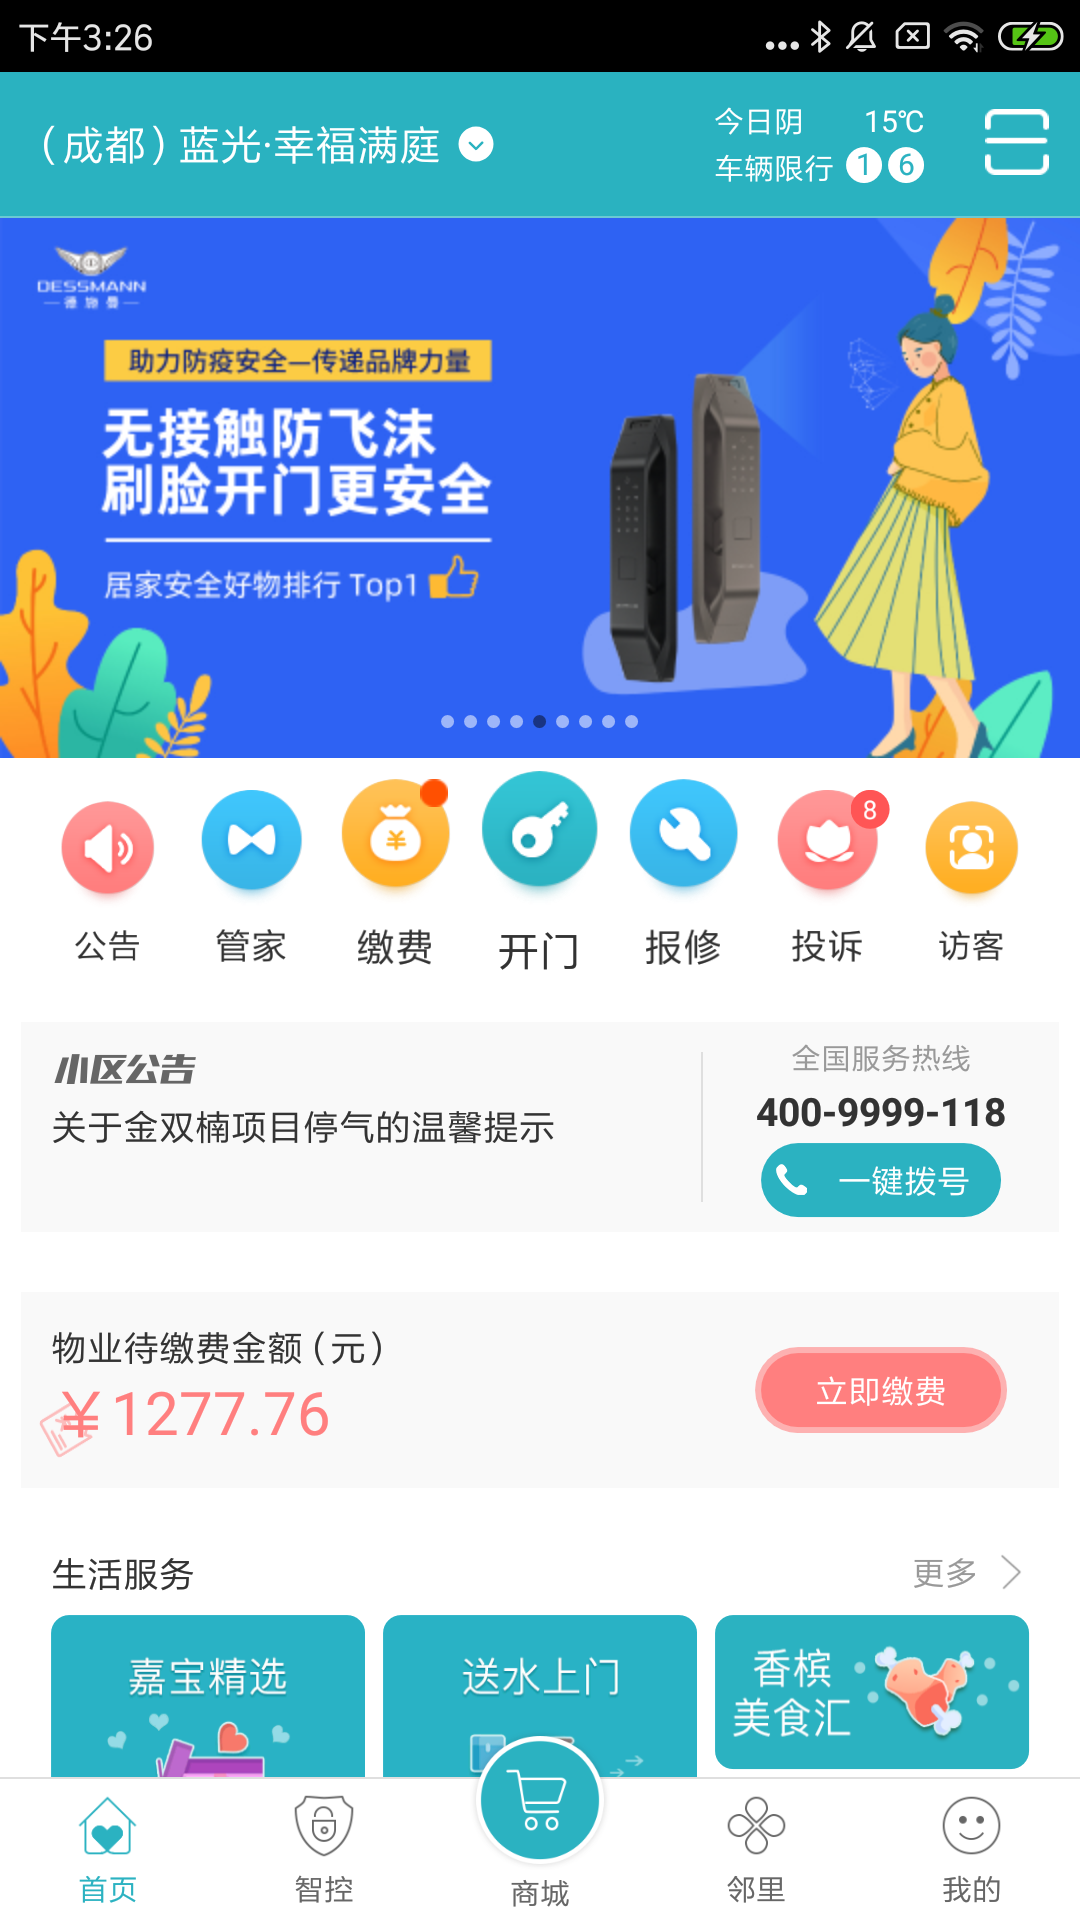 下午3:26
（成都）蓝光·幸福满庭
今日阴 15℃
车辆限行 1 6
DESSMANN
德施曼
助力防疫安全—传递品牌力量
无接触防飞沫
刷脸开门更安全
居家安全好物排行 Top1
8
公告 管家 缴费 开门 报修 投诉 访客
小区公告
关于金双楠项目停气的温馨提示
全国服务热线
400-9999-118
一键拨号
物业待缴费金额（元）
￥1277.76
立即缴费
生活服务
更多
嘉宝精选
送水上门
香槟
美食汇
首页 智控 商城 邻里 我的